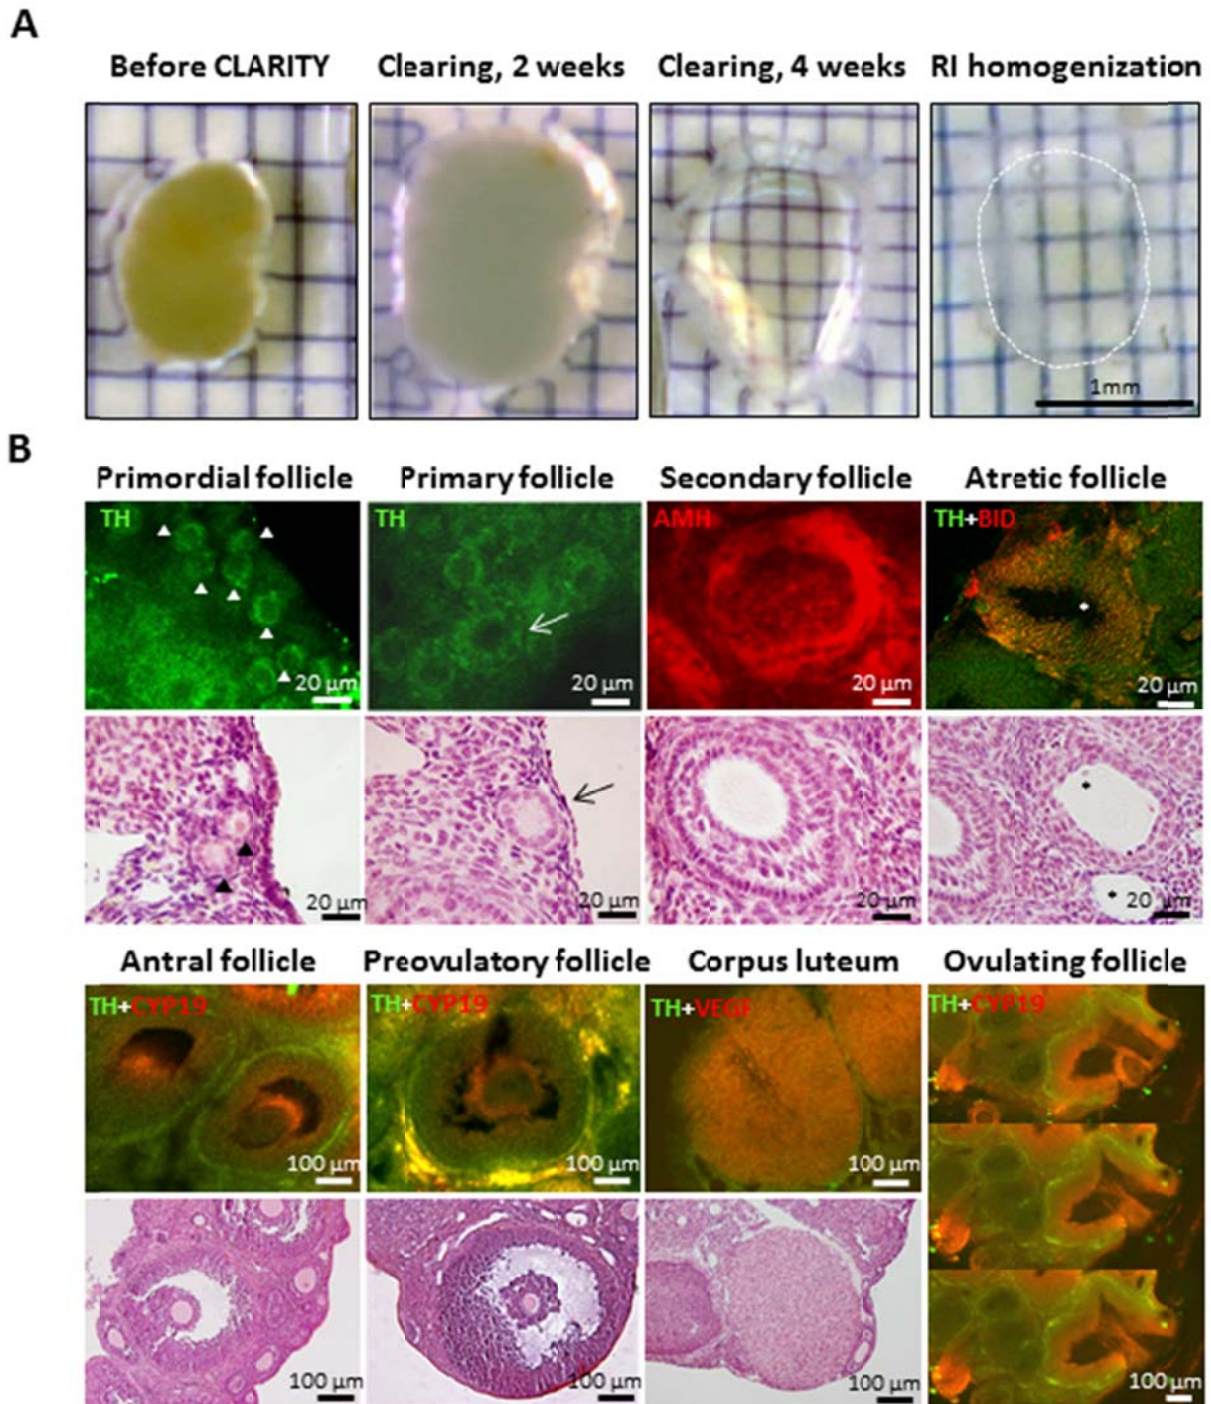 A
Before CLARITY Clearing, 2 weeks Clearing, 4 weeks RI homogenization
1mm
B
Primordial follicle Primary follicle Secondary follicle Atretic follicle
TH TH AMH TH+BID
20 µm 20 µm 20 µm 20 µm
20 µm 20 µm 20 µm 20 µm
Antral follicle Preovulatory follicle Corpus luteum Ovulating follicle
TH+CYP19 TH+CYP19 TH+VEGF TH+CYP19
100 µm 100 µm 100 µm
100 µm 100 µm 100 µm 100 µm